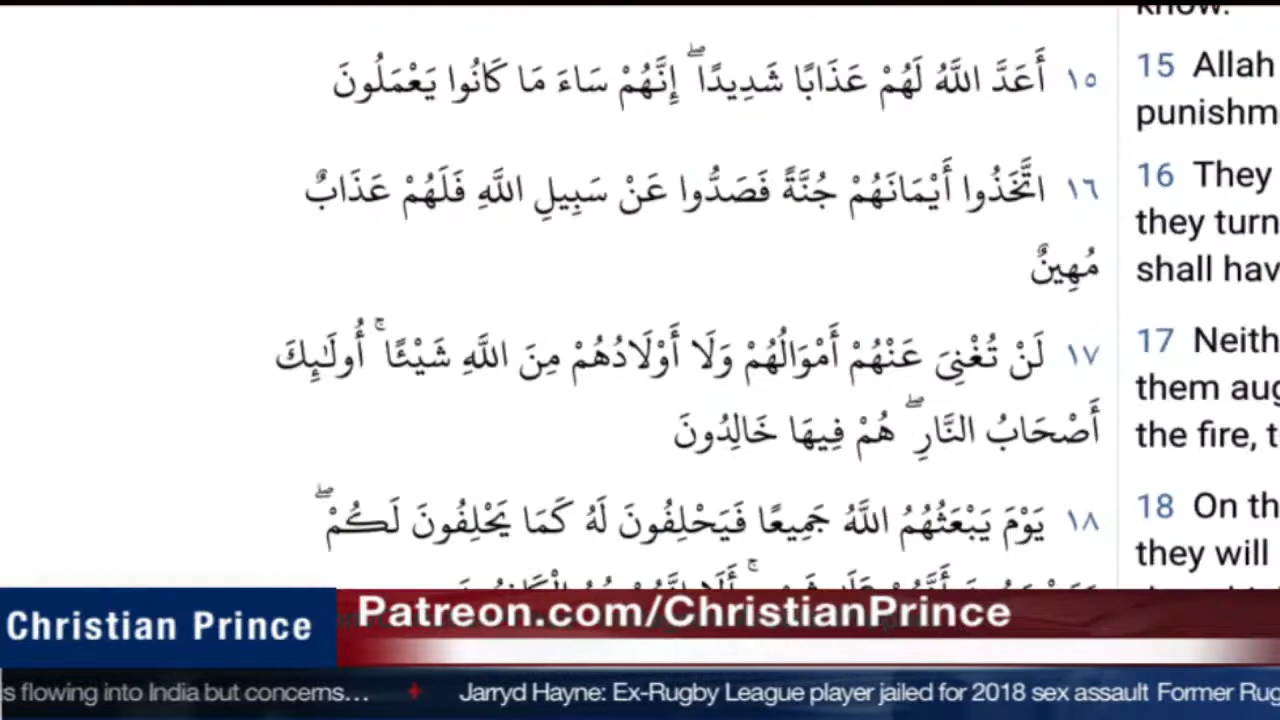 know.
١٥ أَعَدَّ اللَّهُ لَهُمْ عَذَابًا شَدِيدًا ۖ إِنَّهُمْ سَاءَ مَا كَانُوا يَعْمَلُونَ
١٦ اتَّخَذُوا أَيْمَانَهُمْ جُنَّةً فَصَدُّوا عَنْ سَبِيلِ اللَّهِ فَلَهُمْ عَذَابٌ
مُهِينٌ
١٧ لَنْ تُغْنِىَ عَنْهُمْ أَمْوَالُهُمْ وَلَا أَوْلَادُهُمْ مِنَ اللَّهِ شَيْئًا ۚ أُولَٰئِكَ
أَصْحَابُ النَّارِ ۖ هُمْ فِيهَا خَالِدُونَ
١٨ يَوْمَ يَبْعَثُهُمُ اللَّهُ جَمِيعًا فَيَحْلِفُونَ لَهُ كَمَا يَحْلِفُونَ لَكُمْ ۖ
15 Allah
punishm
16 They
they turn
shall hav
17 Neith
them aug
the fire, t
18 On th
they will
Christian Prince
Patreon.com/ChristianPrince
s flowing into India but concerns... Jarryd Hayne: Ex-Rugby League player jailed for 2018 sex assault Former Rug